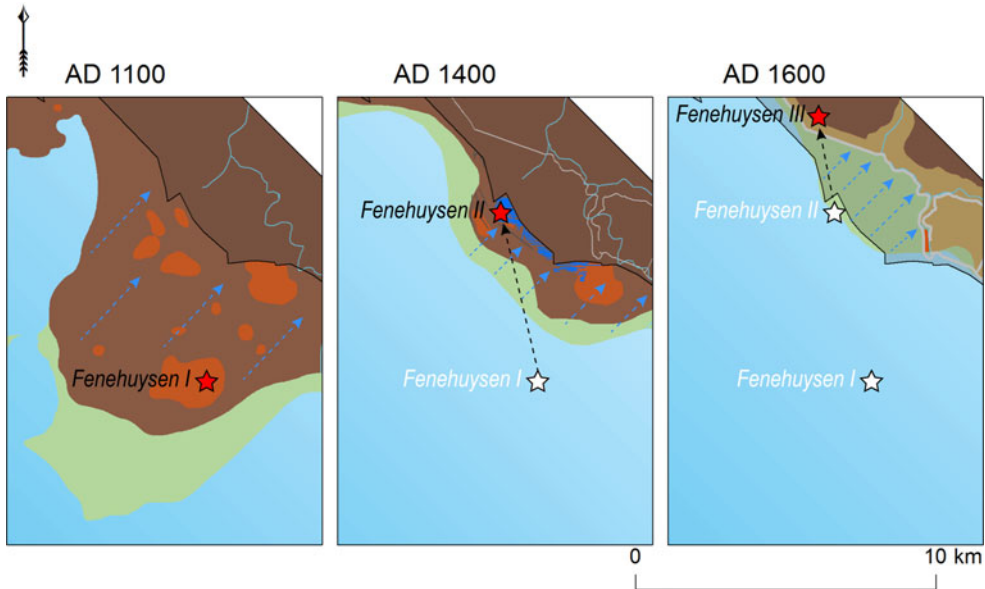 AD 1100
AD 1400
AD 1600
Fenehuysen I
Fenehuysen II
Fenehuysen I
Fenehuysen III
Fenehuysen II
Fenehuysen I
0
10 km